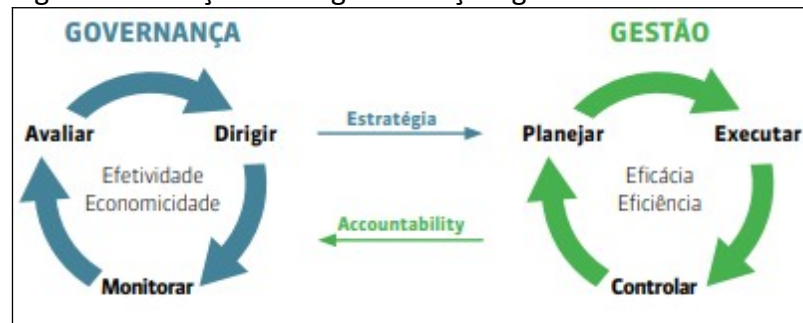 GOVERNANÇA
GESTÃO
Avaliar
Dirigir
Estratégia
Planejar
Executar
Efetividade
Economicidade
Eficácia
Eficiência
Accountability
Monitorar
Controlar